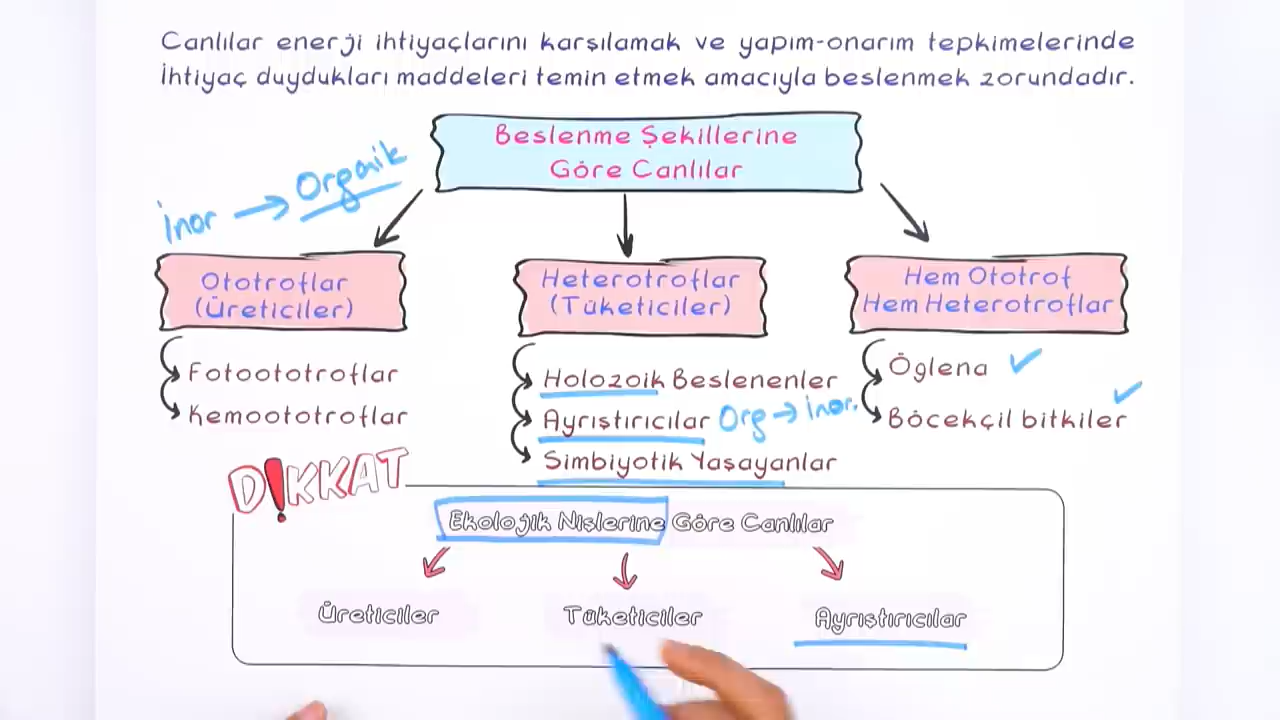 Canlılar enerji ihtiyaçlarını karşılamak ve yapım-onarım tepkimelerinde
İhtiyaç duydukları maddeleri temin etmek amacıyla beslenmek zorundadır.
Beslenme Şekillerine
Göre Canlılar
İnor → Orgaik
Ototroflar
(Üreticiler)
Fotoototroflar
Kemoototroflar
Heterotroflar
(Tüketiciler)
Holozoik Beslenenler
Ayrıştırıcılar Org → İnor.
Simbiyotik Yaşayanlar
Hem Ototrof
Hem Heterotroflar
Öglena
Böcekçil bitkiler
DİKKAT
Ekolojik Nişlerine Göre Canlılar
Üreticiler
Tüketiciler
Ayrıştırıcılar